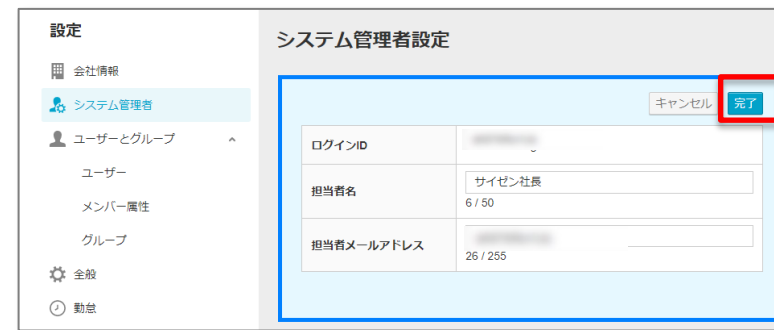 設定
会社情報
システム管理者
ユーザーとグループ
ユーザー
メンバー属性
グループ
全般
勤怠
システム管理者設定
キャンセル
完了
ログインID
担当者名
サイゼン社長
6 / 50
担当者メールアドレス
26 / 255